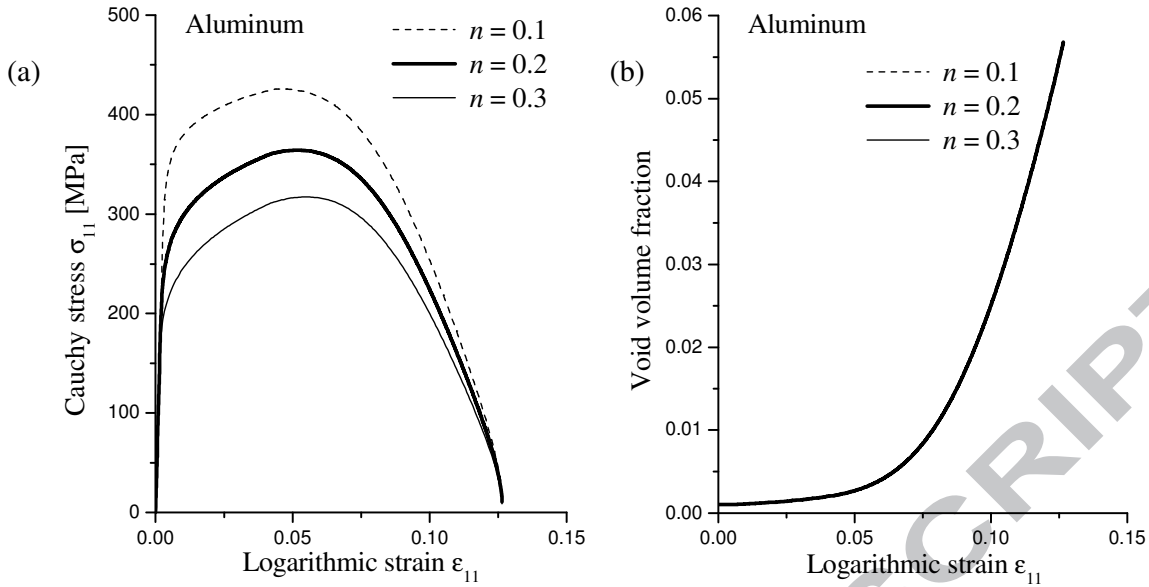 (a)
Aluminum
n = 0.1
n = 0.2
n = 0.3
Cauchy stress σ11 [MPa]
500
400
300
200
100
0
0.00 0.05 0.10 0.15
Logarithmic strain ε11
(b)
Aluminum
n = 0.1
n = 0.2
n = 0.3
Void volume fraction
0.06
0.05
0.04
0.03
0.02
0.01
0.00
0.00 0.05 0.10 0.15
Logarithmic strain ε11
CRIPT